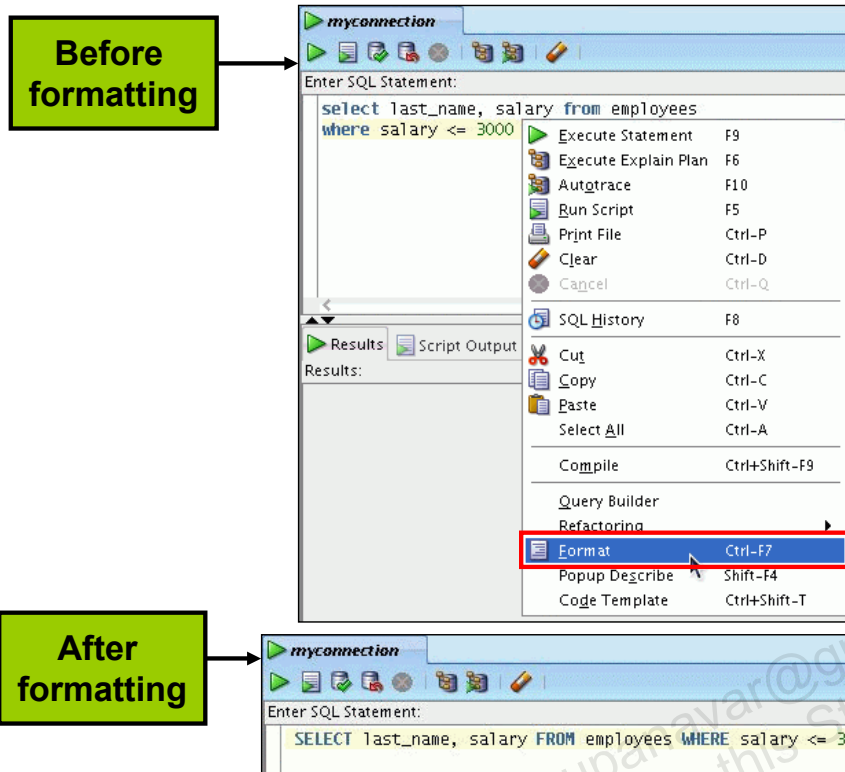 Before
formatting
myconnection
Enter SQL Statement:
select last_name, salary from employees
where salary <= 3000
Execute Statement F9
Execute Explain Plan F6
Autotrace F10
Run Script F5
Print File Ctrl-P
Clear Ctrl-D
Cancel Ctrl-Q
SQL History F8
Cut Ctrl-X
Copy Ctrl-C
Paste Ctrl-V
Select All Ctrl-A
Compile Ctrl+Shift-F9
Query Builder
Refactoring
Format Ctrl-F7
Popup Describe Shift-F4
Code Template Ctrl+Shift-T
Results Script Output
Results:
After
formatting
myconnection
Enter SQL Statement:
SELECT last_name, salary FROM employees WHERE salary <= 3
this